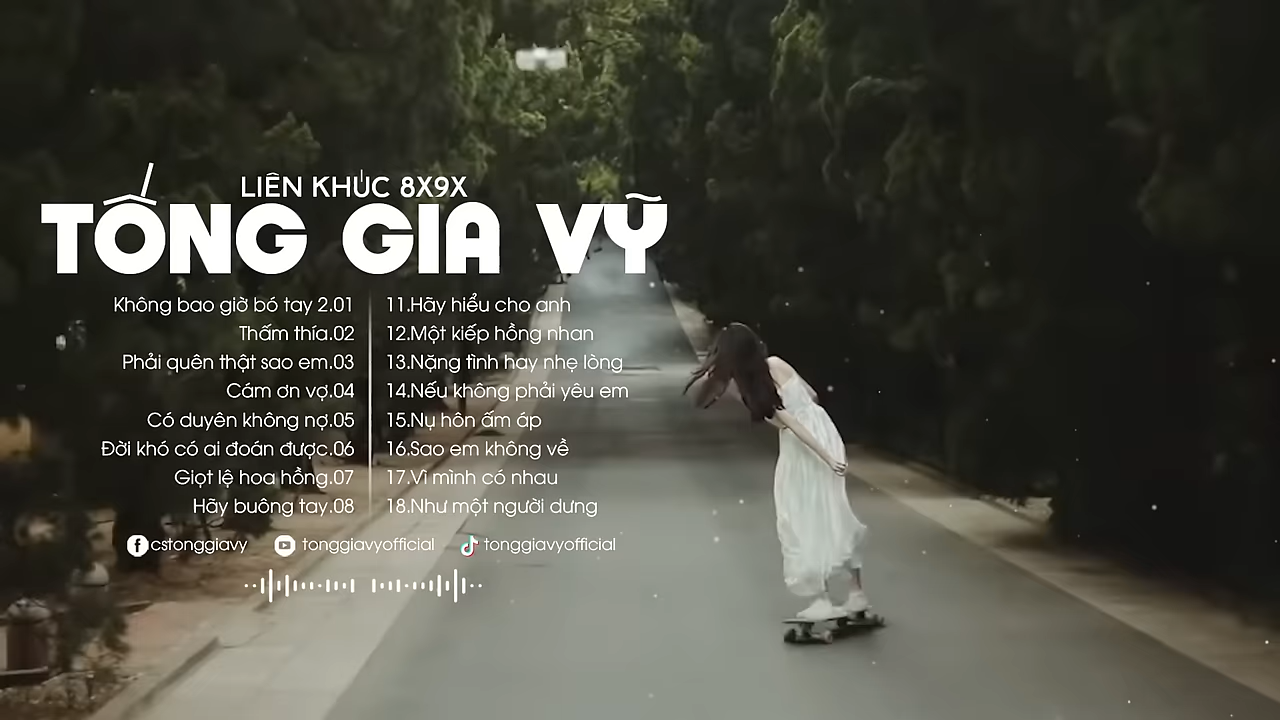 LIÊN KHÚC 8X9X
TỐNG GIA VỸ
Không bao giờ bó tay 2.01
Thấm thía.02
Phải quên thật sao em.03
Cám ơn vợ.04
Có duyên không nợ.05
Đời khó có ai đoán được.06
Giọt lệ hoa hồng.07
Hãy buông tay.08
11.Hãy hiểu cho anh
12.Một kiếp hồng nhan
13.Nặng tình hay nhẹ lòng
14.Nếu không phải yêu em
15.Nụ hôn ấm áp
16.Sao em không về
17.Vì mình có nhau
18.Như một người dưng
cstonggiavy tonggiavyofficial tonggiavyofficial